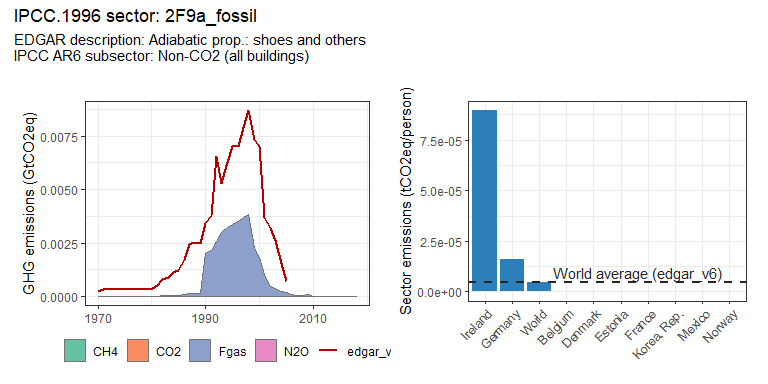 IPCC.1996 sector: 2F9a_fossil
EDGAR description: Adiabatic prop.: shoes and others
IPCC AR6 subsector: Non-CO2 (all buildings)
GHG emissions (GtCO2eq)
0.0075
0.0050
0.0025
0.0000
1970
1990
2010
CH4
CO2
Fgas
N2O
edgar_v
Sector emissions (tCO2eq/person)
7.5e-05
5.0e-05
2.5e-05
0.0e+00
World average (edgar_v6)
Ireland
Germany
World
Belgium
Denmark
Estonia
France
Korea Rep.
Mexico
Norway